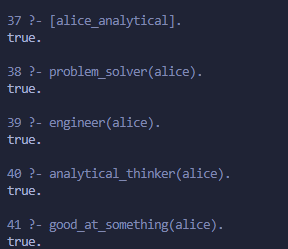 37 ?- [alice_analytical].
true.
38 ?- problem_solver(alice).
true.
39 ?- engineer(alice).
true.
40 ?- analytical_thinker(alice).
true.
41 ?- good_at_something(alice).
true.